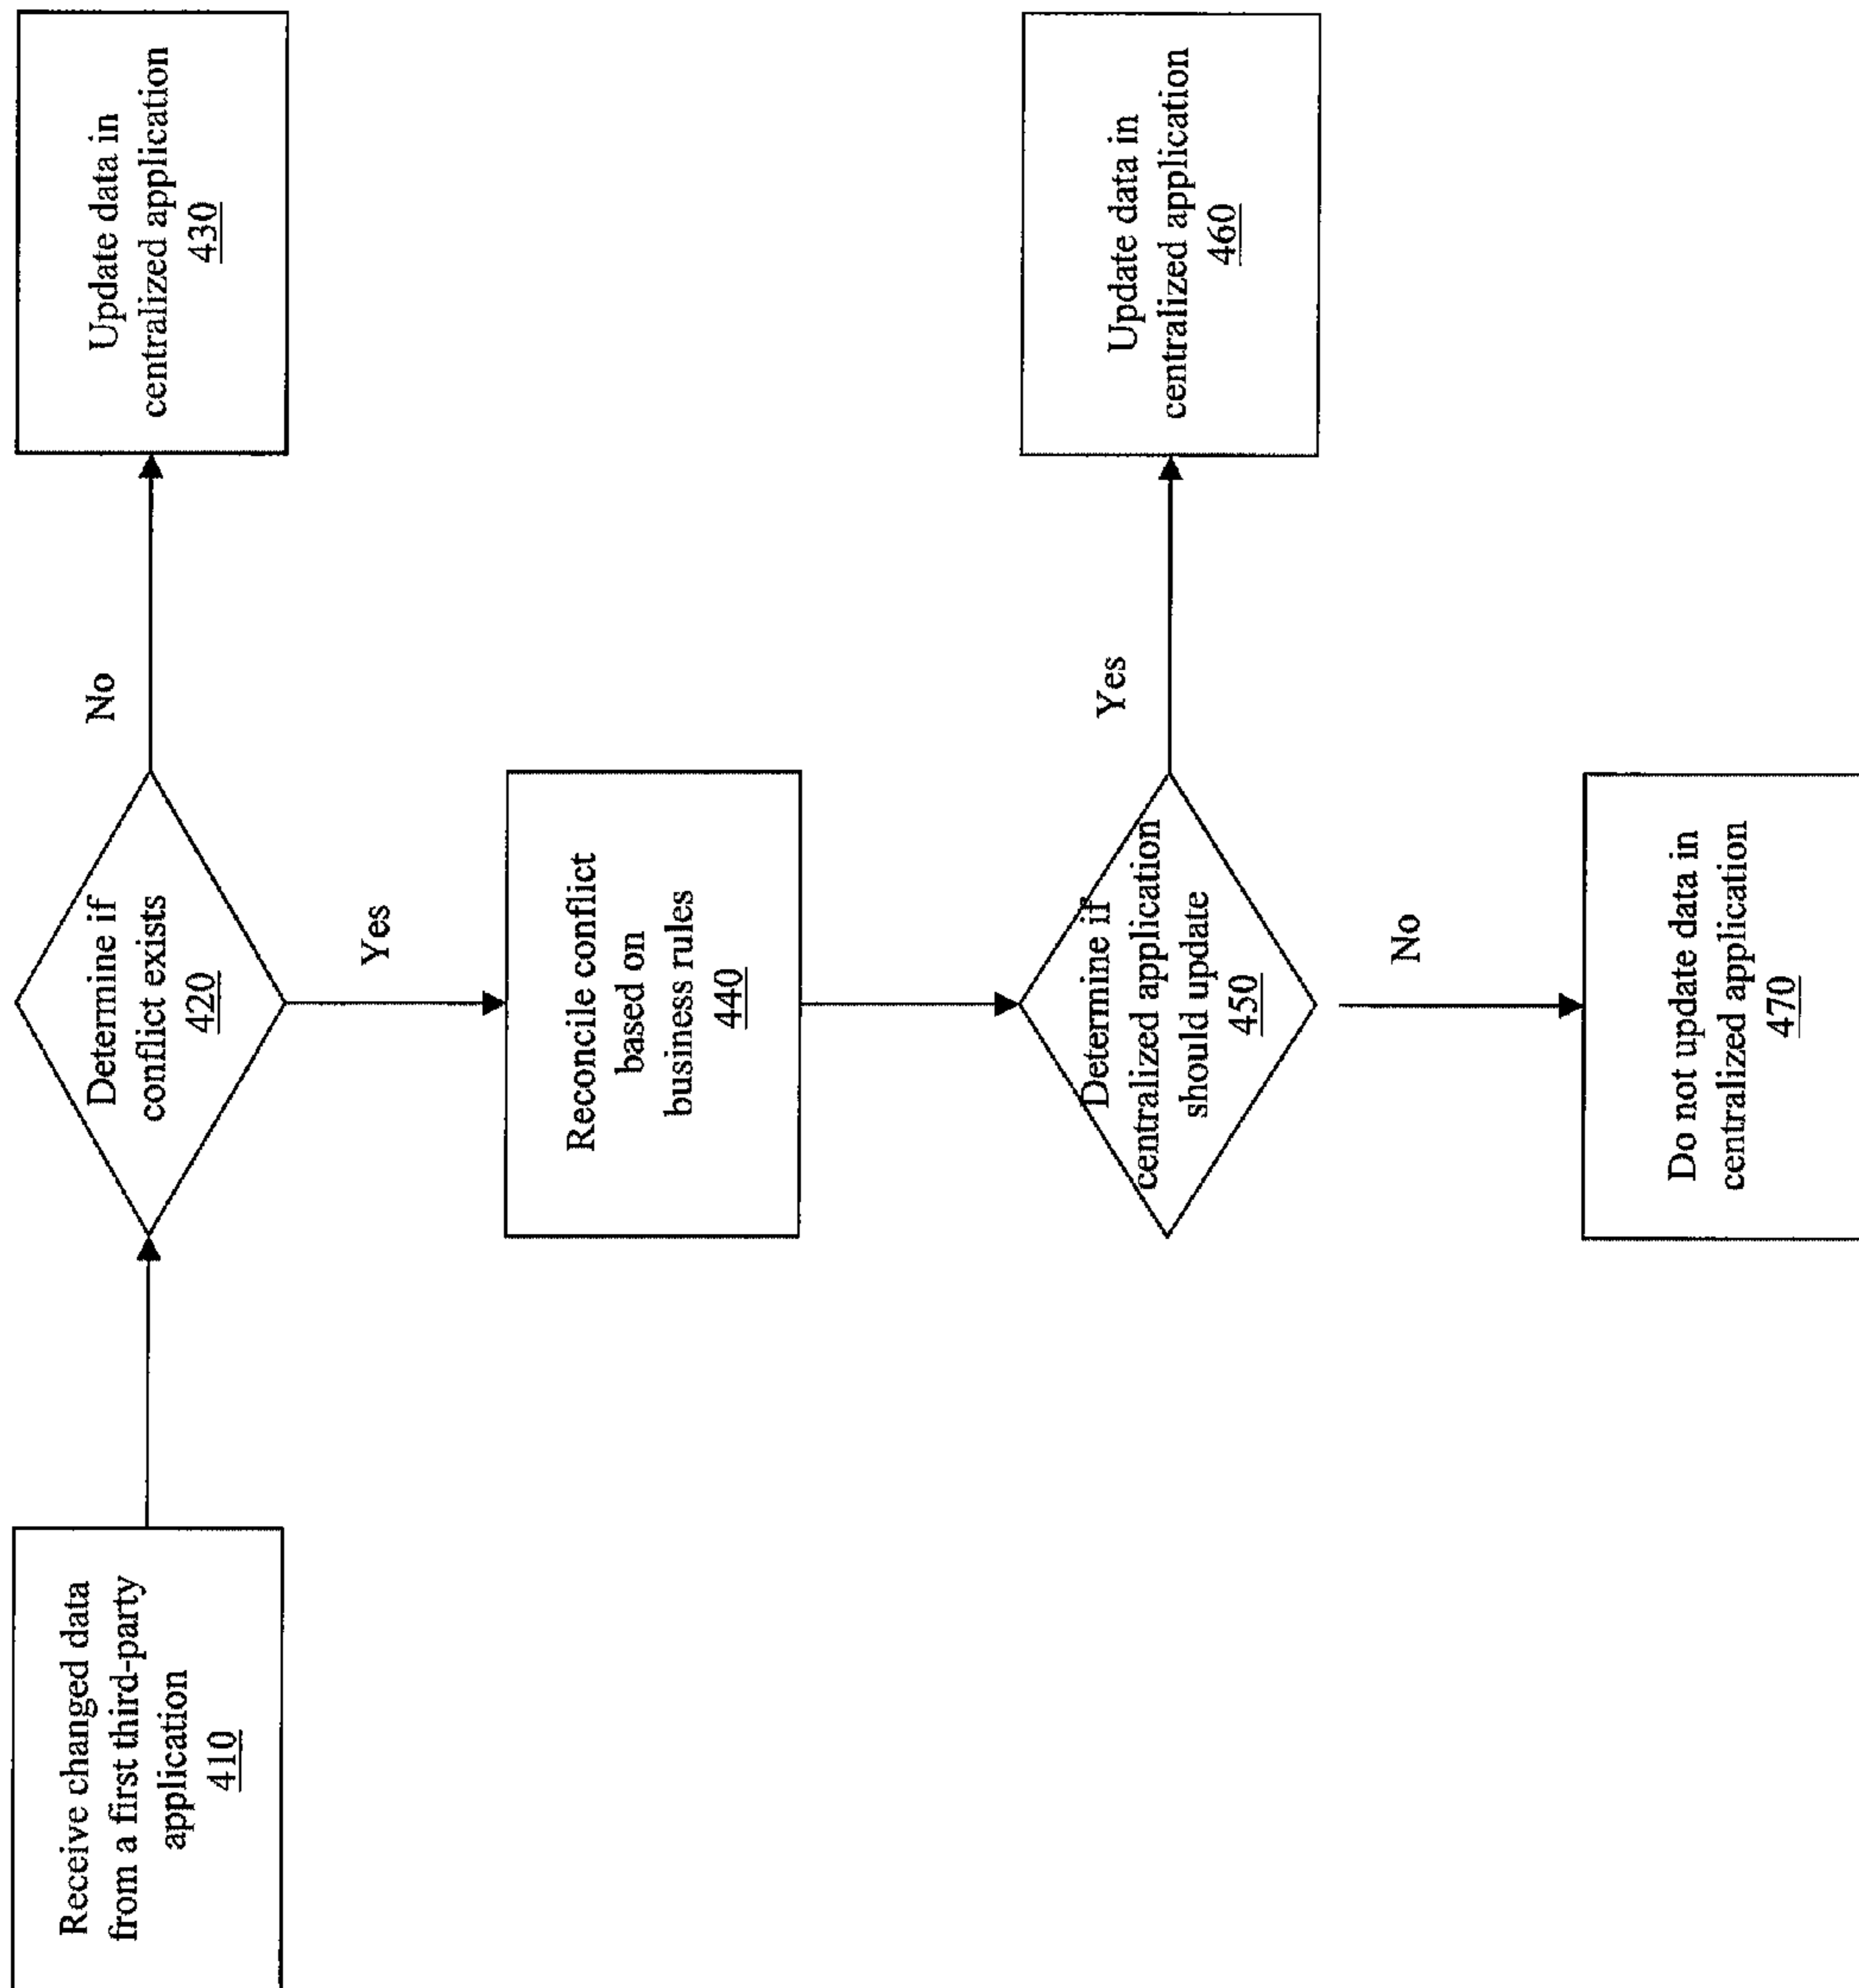 Receive changed data
from a first third-party
application
410
Determine if
conflict exists
420
No
Update data in
centralized application
430
Yes
Reconcile conflict
based on
business rules
440
Determine if
centralized application
should update
450
Yes
Update data in
centralized application
460
No
Do not update data in
centralized application
470